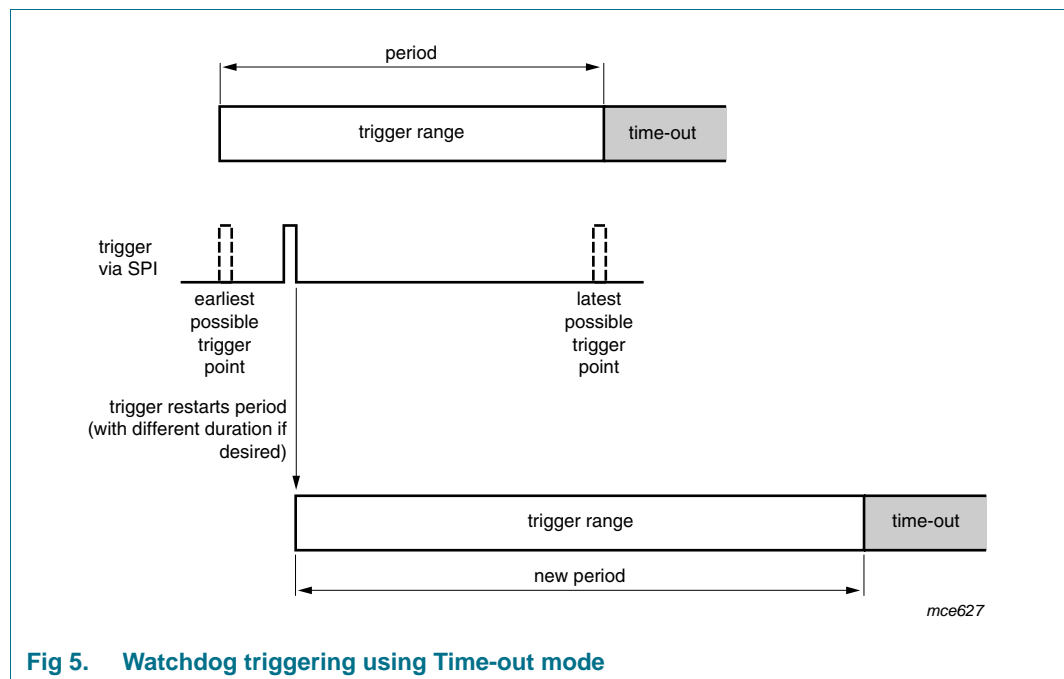 period
trigger range
time-out
trigger
via SPI
earliest
possible
trigger
point
latest
possible
trigger
point
trigger restarts period
(with different duration if
desired)
trigger range
time-out
new period
mce627
Fig 5. Watchdog triggering using Time-out mode